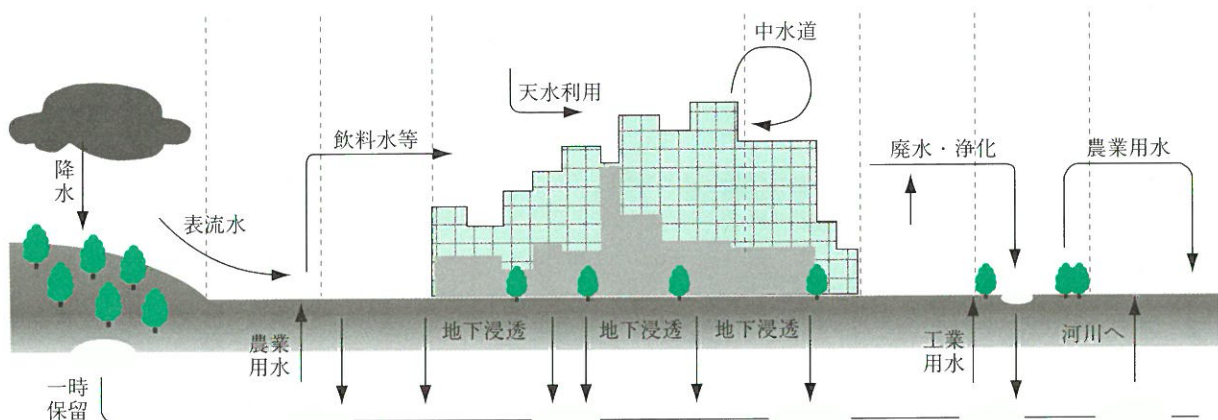 中水道
天水利用
飲料水等
廃水・浄化
農業用水
降
水
表流水
地下浸透
地下浸透
地下浸透
農業
用水
工業
用水
河川へ
一時
保留